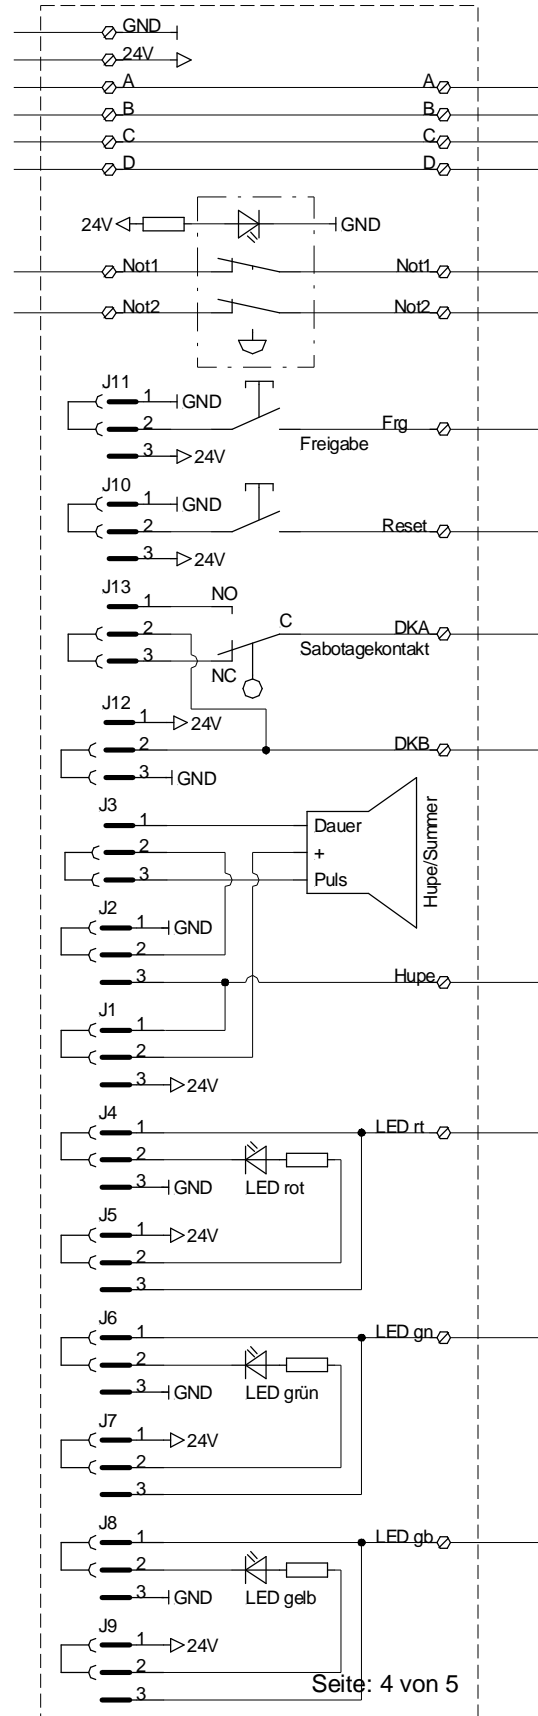 GND
24V
A A
B B
C C
D D
24V GND
Not1 Not1
Not2 Not2
J11
1 GND
2 Frg
Freigabe
3 24V
J10
1 GND
2 Reset
3 24V
J13
1 NO
2 C DKA
Sabotagekontakt
3 NC
J12
1 24V
2 DKB
3 GND
J3
1 Dauer
2 +
3 Puls
Hupe/Summer
J2
1 GND
2
3 Hupe
J1
1
2
3 24V
J4
1 LED rt
2
3 GND LED rot
J5
1 24V
2
3
J6
1 LED gn
2
3 GND LED grün
J7
1 24V
2
3
J8
1 LED gb
2
3 GND LED gelb
J9
1 24V
2
Seite: 4 von 5
3